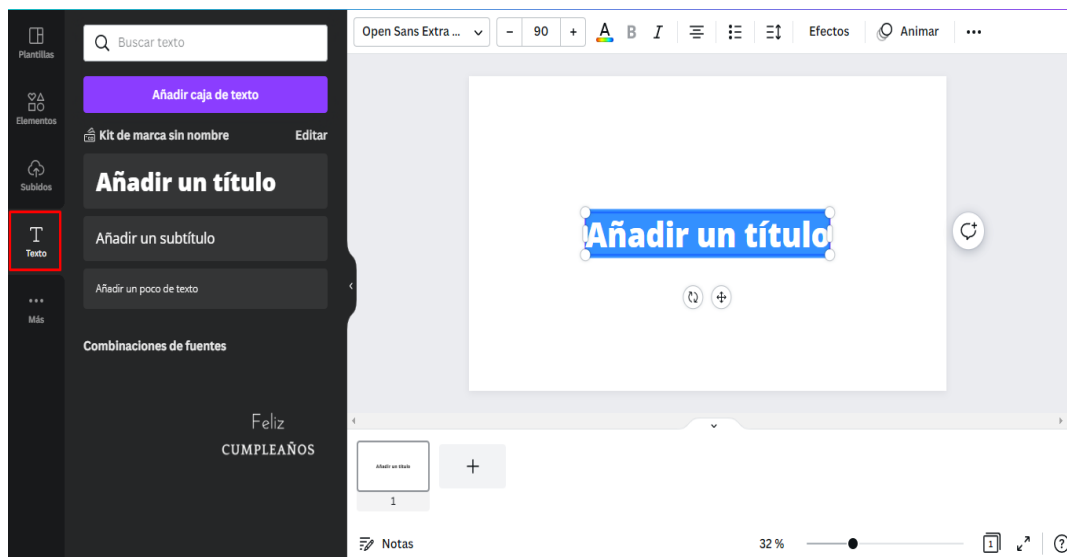 Plantillas
Elementos
Subidos
Texto
Más
Buscar texto
Añadir caja de texto
Kit de marca sin nombre Editar
Añadir un título
Añadir un subtítulo
Añadir un poco de texto
Combinaciones de fuentes
Feliz
CUMPLEAÑOS
Open Sans Extra ... - 90 + A B I Efectos Animar
Añadir un título
Añadir un título
1
Notas
32 %
1